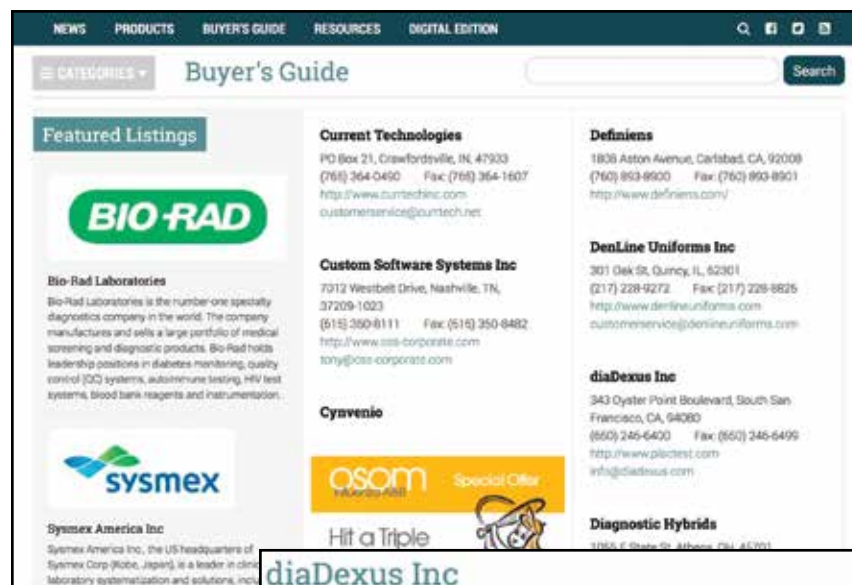 NEWS PRODUCTS BUYER'S GUIDE RESOURCES DIGITAL EDITION
CATEGORIES Buyer's Guide Search
Featured Listings
BIO-RAD
Bio-Rad Laboratories
Bio-Rad Laboratories is the number-one specialty
diagnostics company in the world. The company
manufactures and sells a large portfolio of medical
screening and diagnostic products. Bio-Rad holds
leadership positions in diabetes monitoring, quality
control (QC) systems, autoimmune testing, HIV test
systems, blood bank reagents and instrumentation.
sysmex
Sysmex America Inc
Sysmex America Inc., the US headquarters of
Sysmex Corp (Kobe, Japan), is a leader in
laboratory systematization and solutions,
Current Technologies
PO Box 21, Crawfordsville, IN, 47933
(765) 364-0490 Fax: (765) 364-1607
http://www.currtechinc.com
customerservice@currtech.net
Custom Software Systems Inc
7012 Westbelt Drive, Nashville, TN,
37209-1023
(615) 350-8111 Fax: (615) 350-8482
http://www.css-corporate.com
tony@css-corporate.com
Cynvenio
OSOM Special Offer
Influenza A&B
Hit a Triple
Definiens
1808 Aston Avenue, Carlsbad, CA, 92008
(760) 893-8900 Fax: (760) 893-8901
http://www.definiens.com/
DenLine Uniforms Inc
301 Oak St, Quincy, IL, 62301
(217) 228-9272 Fax: (217) 228-8826
http://www.denlineuniforms.com
customerservice@denlineuniforms.com
diaDexus Inc
343 Oyster Point Boulevard, South San
Francisco, CA, 94080
(650) 246-6400 Fax: (650) 246-6499
http://www.plactest.com
info@diadexus.com
Diagnostic Hybrids
1055 E State St, Athens, OH, 45701
diaDexus Inc